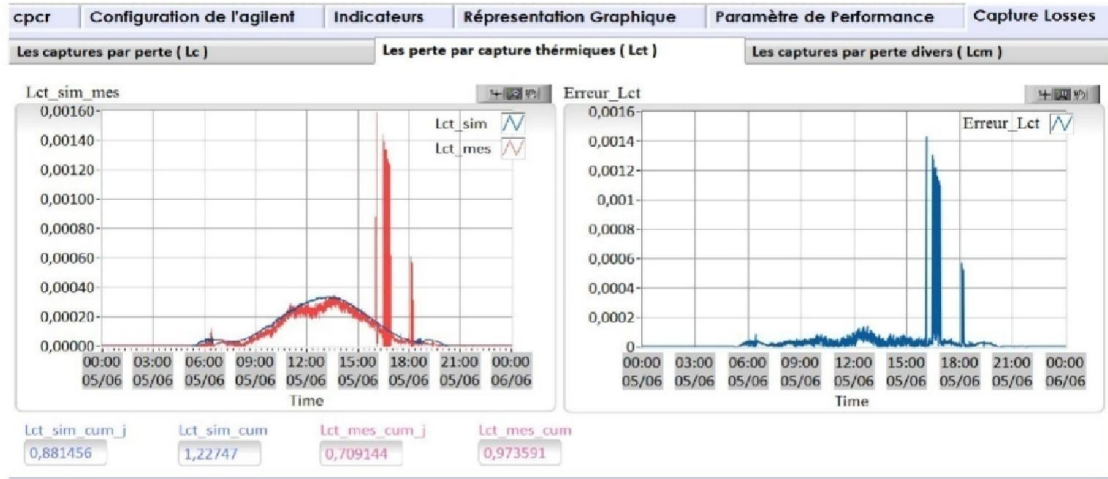 cpcr Configuration de l'agilent Indicateurs Répresentation Graphique Paramètre de Performance Capture Losses
Les captures par perte ( Lc ) Les perte par capture thérmiques ( Lct ) Les captures par perte divers ( Lcm )
Lct_sim_mes
0,00160
0,00140
0,00120
0,00100
0,00080
0,00060
0,00040
0,00020
0,00000
Lct_sim
Lct_mes
00:00 03:00 06:00 09:00 12:00 15:00 18:00 21:00 00:00
05/06 05/06 05/06 05/06 05/06 05/06 05/06 05/06 06/06
Time
Erreur_Lct
0,0016
0,0014
0,0012
0,001
0,0008
0,0006
0,0004
0,0002
0
Erreur_Lct
00:00 03:00 06:00 09:00 12:00 15:00 18:00 21:00 00:00
05/06 05/06 05/06 05/06 05/06 05/06 05/06 05/06 06/06
Time
Lct_sim_cum_j Lct_sim_cum Lct_mes_cum_j Lct_mes_cum
0,881456 1,22747 0,709144 0,973591